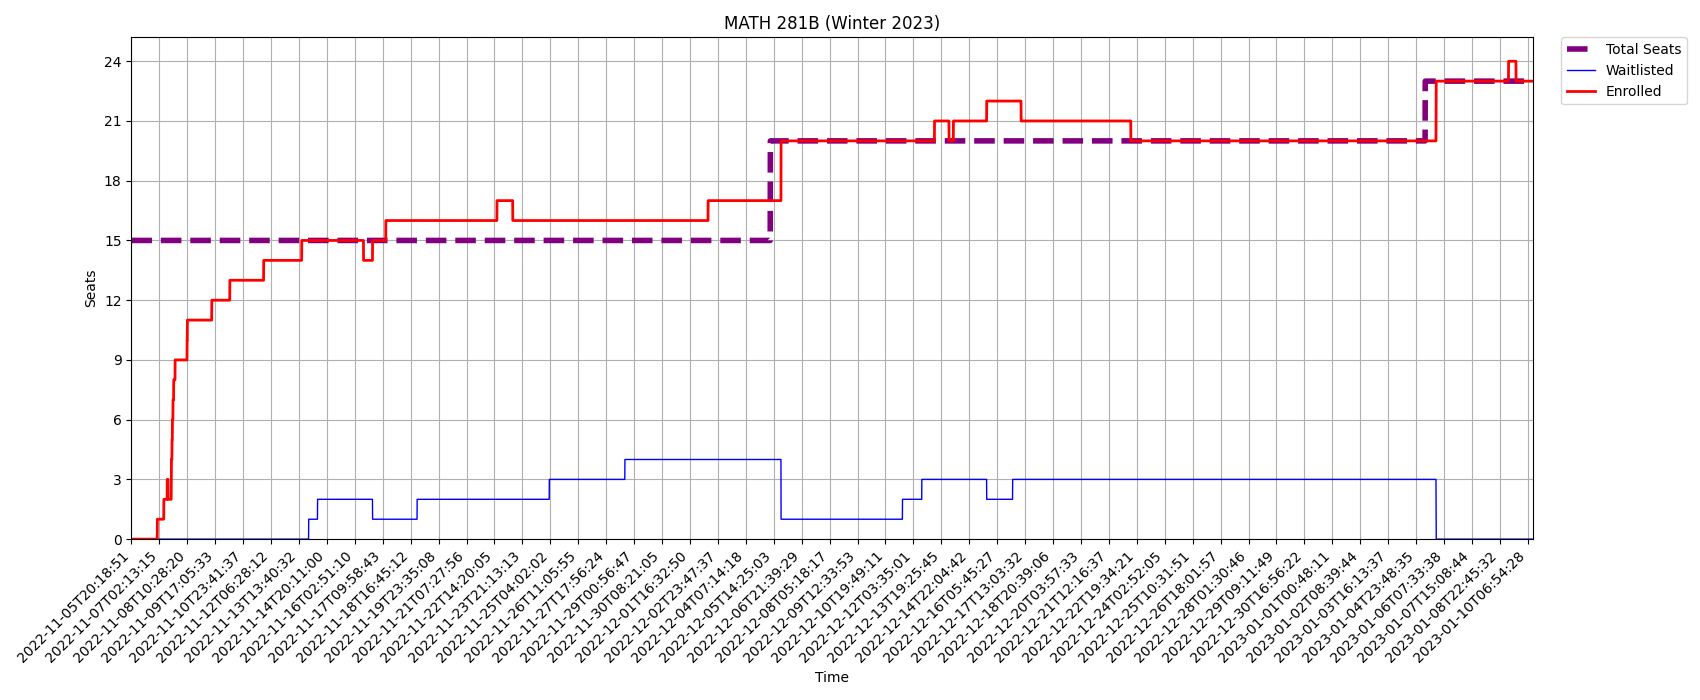 MATH 281B (Winter 2023)
Total Seats
Waitlisted
Enrolled
Seats
24
21
18
15
12
9
6
3
0
2022-11-05T20:18:51
2022-11-07T02:13:15
2022-11-08T10:28:20
2022-11-09T17:05:33
2022-11-10T23:41:37
2022-11-12T06:28:12
2022-11-13T13:40:32
2022-11-14T20:11:00
2022-11-16T02:51:10
2022-11-17T09:58:43
2022-11-18T16:45:12
2022-11-19T23:35:08
2022-11-21T07:27:56
2022-11-22T14:20:05
2022-11-23T21:13:13
2022-11-25T04:02:02
2022-11-26T11:05:55
2022-11-27T17:56:24
2022-11-29T00:56:47
2022-11-30T08:21:05
2022-12-01T16:32:50
2022-12-02T23:47:37
2022-12-04T07:14:18
2022-12-05T14:25:03
2022-12-06T21:39:29
2022-12-08T05:18:17
2022-12-09T12:33:53
2022-12-10T19:49:11
2022-12-12T03:35:01
2022-12-13T19:25:45
2022-12-14T22:04:42
2022-12-16T05:45:27
2022-12-17T13:03:32
2022-12-18T20:39:06
2022-12-20T03:57:33
2022-12-21T12:16:37
2022-12-22T19:34:21
2022-12-24T02:52:05
2022-12-25T10:31:51
2022-12-26T18:01:57
2022-12-28T01:30:46
2022-12-29T09:11:49
2022-12-30T16:56:22
2023-01-01T00:48:11
2023-01-02T08:39:44
2023-01-03T16:13:37
2023-01-04T23:48:35
2023-01-06T07:33:38
2023-01-07T15:08:44
2023-01-08T22:45:32
2023-01-10T06:54:28
Time